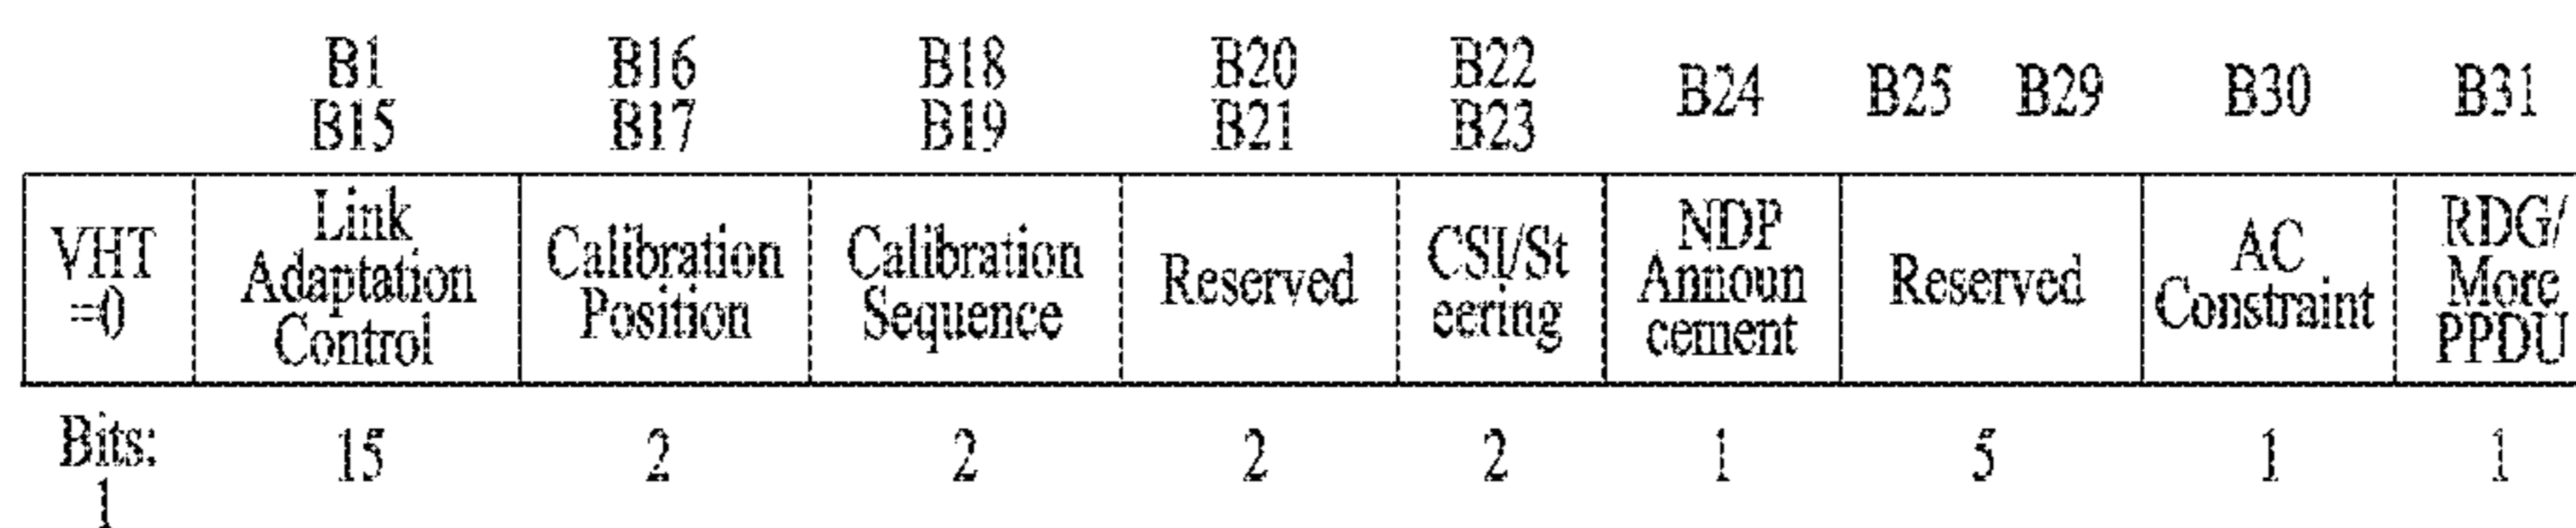 B1 B16 B18 B20 B22 B24 B25 B29 B30 B31
B15 B17 B19 B21 B23
VHT
=0
Link
Adaptation
Control
Calibration
Position
Calibration
Sequence
Reserved
CSI/St
eering
NDP
Announ
cement
Reserved
AC
Constraint
RDG/
More
PPDU
Bits: 15 2 2 2 2 1 5 1 1
1